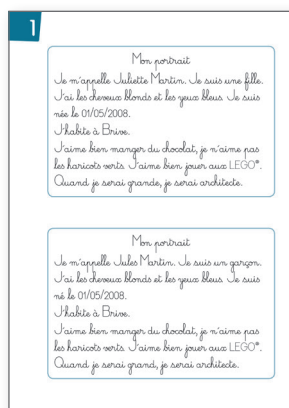 1
Mon portrait
Je m'appelle Juliette Martin. Je suis une fille.
J'ai les cheveux blonds et les yeux bleus. Je suis
née le 01/05/2008.
J'habite à Brive.
J'aime bien manger du chocolat, je n'aime pas
les haricots verts. J'aime bien jouer aux LEGO®.
Quand je serai grande, je serai architecte.
Mon portrait
Je m'appelle Jules Martin. Je suis un garçon.
J'ai les cheveux blonds et les yeux bleus. Je suis
né le 01/05/2008.
J'habite à Brive.
J'aime bien manger du chocolat, je n'aime pas
les haricots verts. J'aime bien jouer aux LEGO®.
Quand je serai grand, je serai architecte.